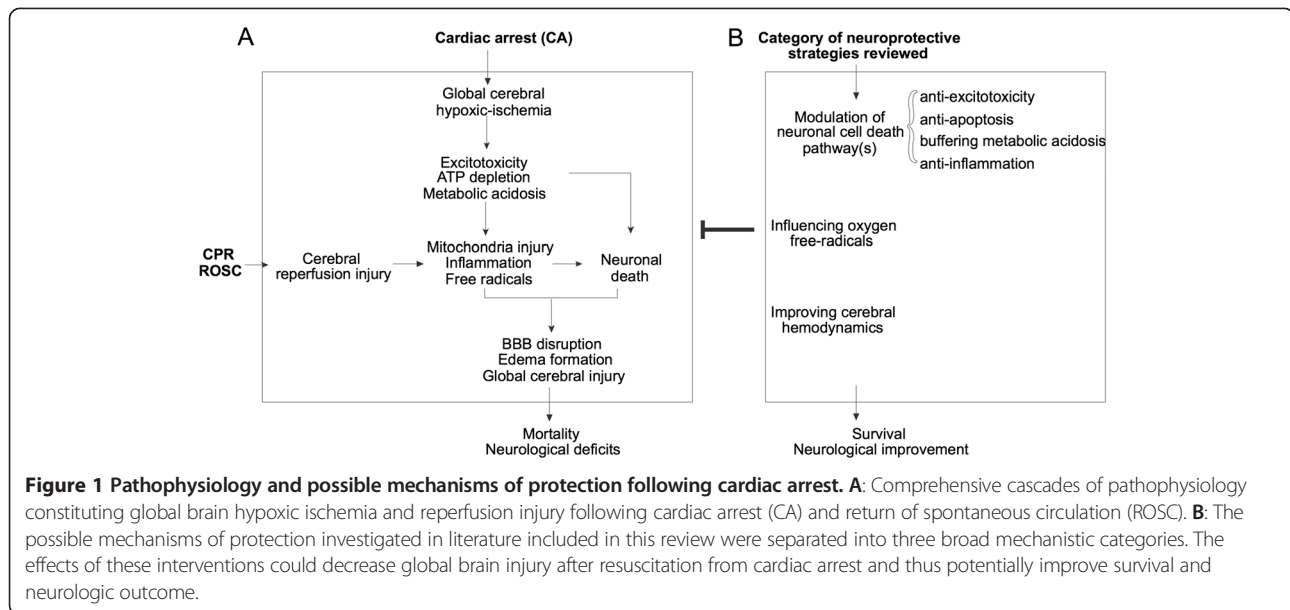 A
Cardiac arrest (CA)
Global cerebral
hypoxic-ischemia
Excitotoxicity
ATP depletion
Metabolic acidosis
CPR
ROSC
Cerebral
reperfusion injury
Mitochondria injury
Inflammation
Free radicals
Neuronal
death
BBB disruption
Edema formation
Global cerebral injury
Mortality
Neurological deficits
B
Category of neuroprotective
strategies reviewed
Modulation of
neuronal cell death
pathway(s)
anti-excitotoxicity
anti-apoptosis
buffering metabolic acidosis
anti-inflammation
Influencing oxygen
free-radicals
Improving cerebral
hemodynamics
Survival
Neurological improvement
Figure 1 Pathophysiology and possible mechanisms of protection following cardiac arrest. A: Comprehensive cascades of pathophysiology
constituting global brain hypoxic ischemia and reperfusion injury following cardiac arrest (CA) and return of spontaneous circulation (ROSC). B: The
possible mechanisms of protection investigated in literature included in this review were separated into three broad mechanistic categories. The
effects of these interventions could decrease global brain injury after resuscitation from cardiac arrest and thus potentially improve survival and
neurologic outcome.